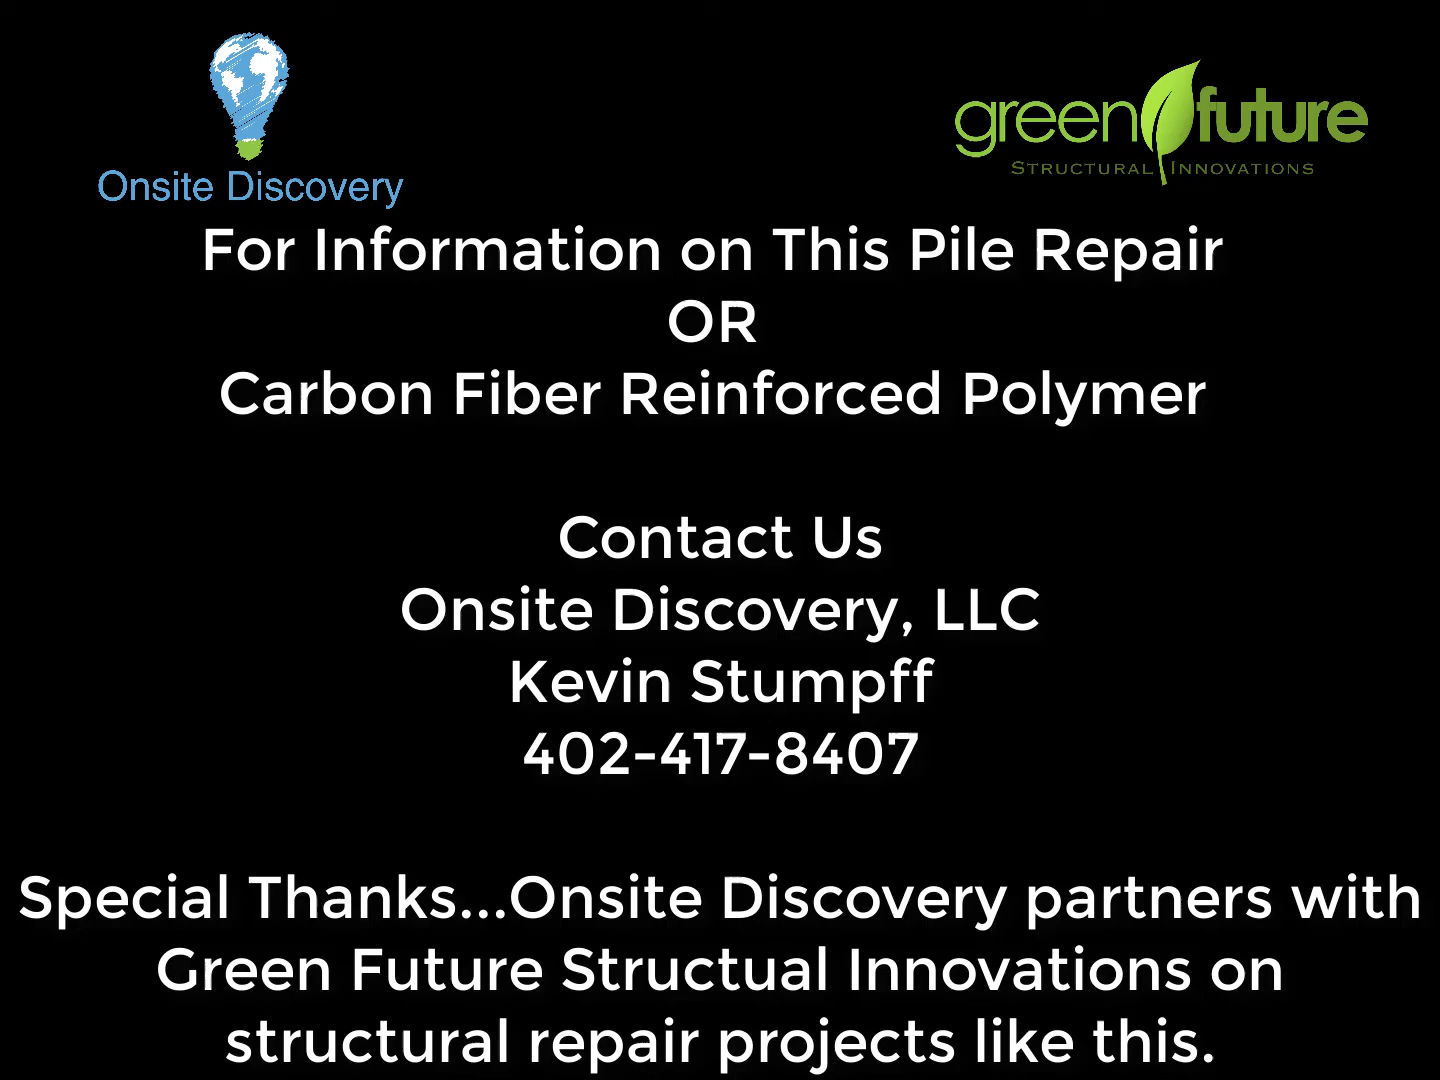 Onsite Discovery
greenfuture
STRUCTURAL INNOVATIONS
For Information on This Pile Repair
OR
Carbon Fiber Reinforced Polymer
Contact Us
Onsite Discovery, LLC
Kevin Stumpff
402-417-8407
Special Thanks...Onsite Discovery partners with
Green Future Structual Innovations on
structural repair projects like this.